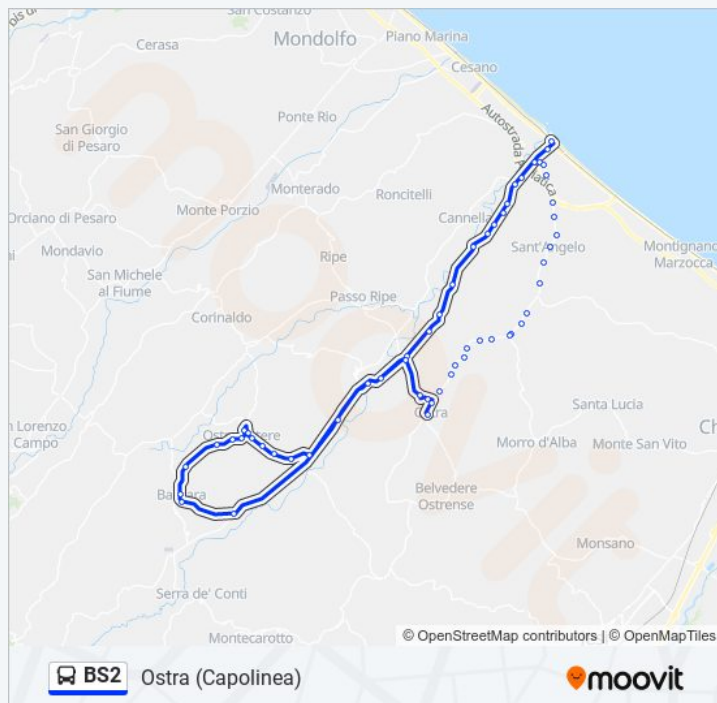 San Costanzo
Cerasa
Mondolfo
Piano Marina
Cesano
Autostrada Adriatica
Ponte Rio
San Giorgio
di Pesaro
Monterado
Roncitelli
Monte Porzio
Cannella
Orciano di Pesaro
Mondavio
Sant'Angelo
Montignano
Marzocca
Ripe
San Michele
al Fiume
Passo Ripe
Corinaldo
Santa Lucia
Ostra
San Lorenzo
Campo
Morro d'Alba
Monte San Vito
Barbara
Belvedere
Ostrense
Monsano
Serra de' Conti
Montecarotto
moovit
© OpenStreetMap contributors | © OpenMapTiles
BS2
Ostra (Capolinea)
moovit